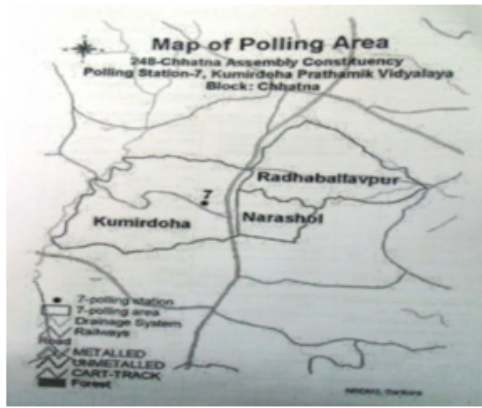 Map of Polling Area
248-Chhatna Assembly Constituency
Polling Station-7, Kumirdoha Prathamik Vidyalaya
Block: Chhatna
Radhaballavpur
7
Kumirdoha
Narashol
7-polling station
7-polling area
Drainage System
Railways
Road
METALLED
UNMETALLED
CART-TRACK
Forest